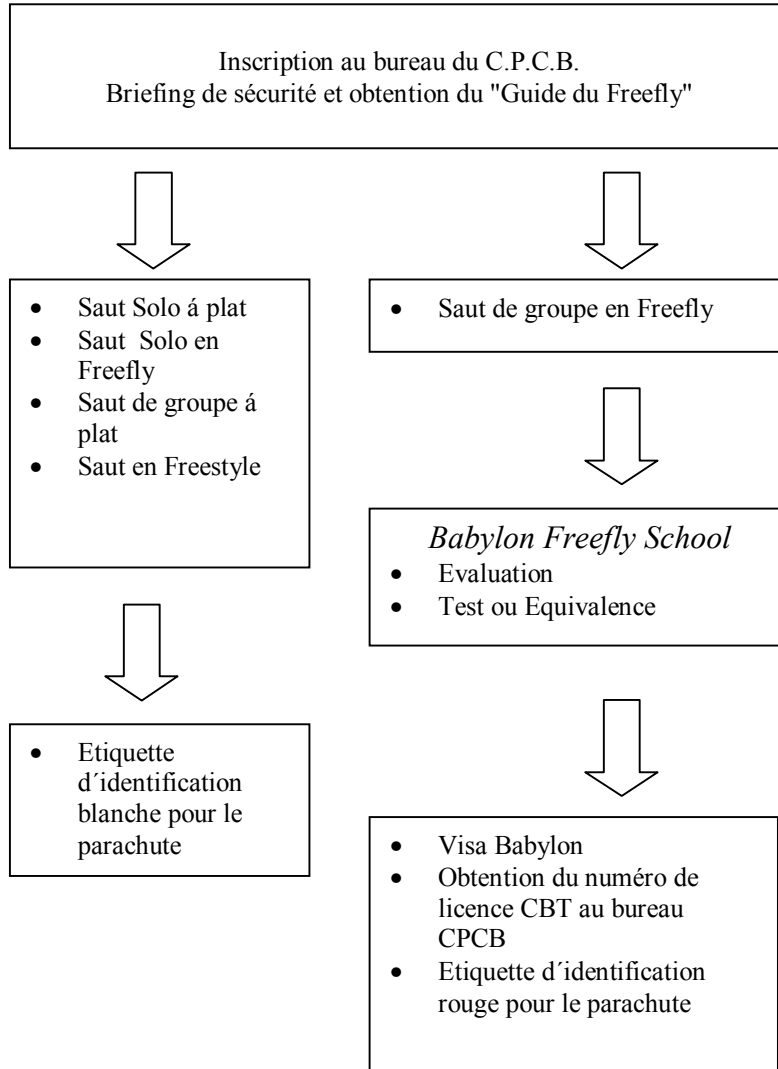 Inscription au bureau du C.P.C.B.
Briefing de sécurité et obtention du "Guide du Freefly"
• Saut Solo á plat
• Saut Solo en
Freefly
• Saut de groupe á
plat
• Saut en Freestyle
• Etiquette
d´identification
blanche pour le
parachute
• Saut de groupe en Freefly
Babylon Freefly School
• Evaluation
• Test ou Equivalence
• Visa Babylon
• Obtention du numéro de
licence CBT au bureau
CPCB
• Etiquette d´identification
rouge pour le parachute